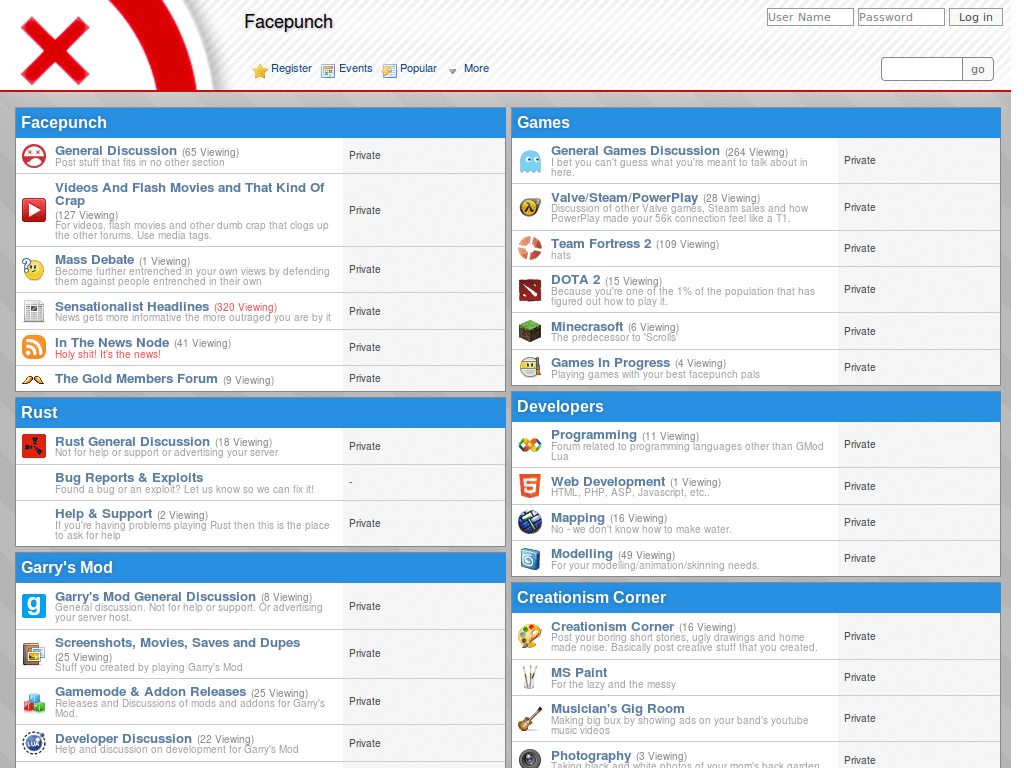 Facepunch
User Name Password Log in
Register Events Popular More
go
Facepunch
General Discussion (65 Viewing)
Post stuff that fits in no other section
Private
Videos And Flash Movies and That Kind Of
Crap
(127 Viewing)
For videos, flash movies and other dumb crap that clogs up
the other forums. Use media tags.
Private
Mass Debate (1 Viewing)
Become further entrenched in your own views by defending
them against people entrenched in their own
Private
Sensationalist Headlines (320 Viewing)
News gets more informative the more outraged you are by it
Private
In The News Node (41 Viewing)
Holy shit! It's the news!
Private
The Gold Members Forum (9 Viewing)
Private
Rust
Rust General Discussion (18 Viewing)
Not for help or support or advertising your server
Private
Bug Reports & Exploits
Found a bug or an exploit? Let us know so we can fix it!
-
Help & Support (2 Viewing)
If you're having problems playing Rust then this is the place
to ask for help
Private
Garry's Mod
g
Garry's Mod General Discussion (8 Viewing)
General discussion. Not for help or support. Or advertising
your server host.
Private
Screenshots, Movies, Saves and Dupes
(25 Viewing)
Stuff you created by playing Garry's Mod
Private
Gamemode & Addon Releases (25 Viewing)
Releases and Discussions of mods and addons for Garry's
Mod.
Private
LUA
Developer Discussion (22 Viewing)
Help and discussion on development for Garry's Mod
Private
Games
General Games Discussion (264 Viewing)
I bet you can't guess what you're meant to talk about in
here.
Private
Valve/Steam/PowerPlay (28 Viewing)
Discussion of other Valve games, Steam sales and how
PowerPlay made your 56k connection feel like a T1.
Private
Team Fortress 2 (109 Viewing)
hats
Private
DOTA 2 (15 Viewing)
Because you're one of the 1% of the population that has
figured out how to play it.
Private
Minecrasoft (6 Viewing)
The predecessor to 'Scrolls'
Private
Games In Progress (4 Viewing)
Playing games with your best facepunch pals
Private
Developers
Programming (11 Viewing)
Forum related to programming languages other than GMod
Lua
Private
5
Web Development (1 Viewing)
HTML, PHP, ASP, Javascript, etc..
Private
Mapping (16 Viewing)
No - we don't know how to make water.
Private
Modelling (49 Viewing)
For your modelling/animation/skinning needs.
Private
Creationism Corner
Creationism Corner (16 Viewing)
Post your boring short stories, ugly drawings and home
made noise. Basically post creative stuff that you created.
Private
MS Paint
For the lazy and the messy
Private
Musician's Gig Room
Making big bux by showing ads on your band's youtube
music videos
Private
Photography (3 Viewing)
Taking black and white photos of your mom's back garden
Private